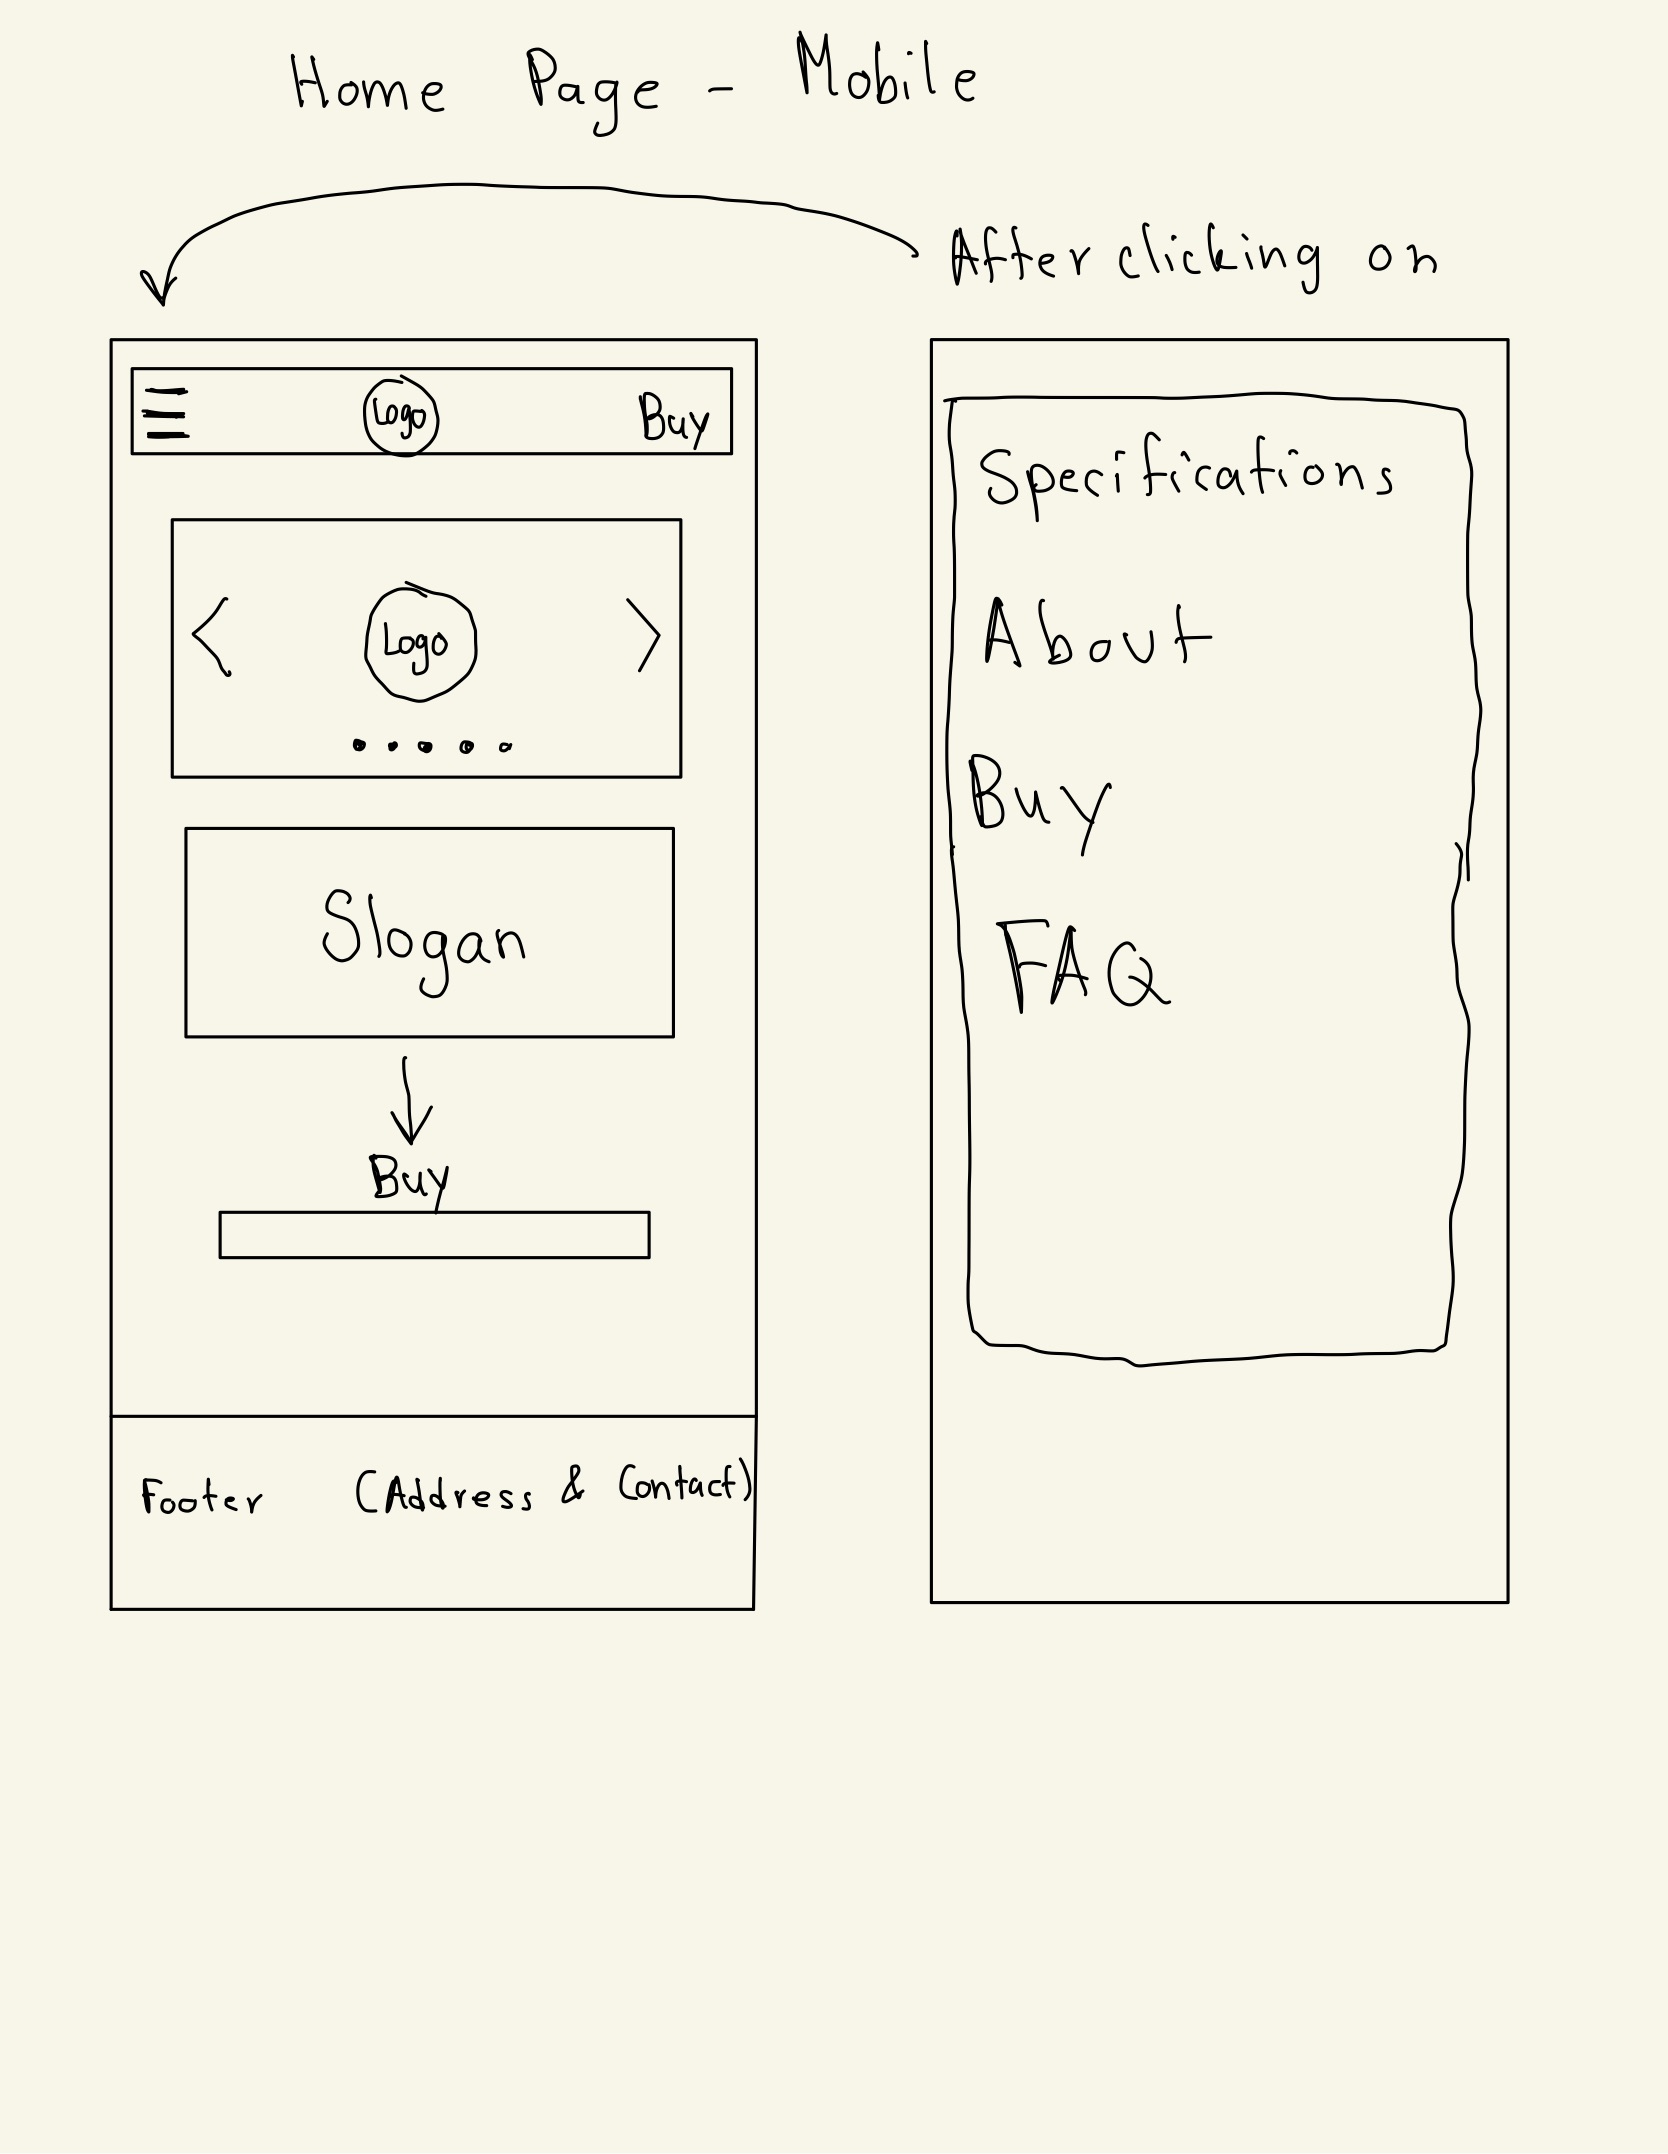 Home Page - Mobile
After clicking on
Logo
Buy
Logo
Slogan
Buy
Footer (Address & Contact)
Specifications
About
Buy
FAQ